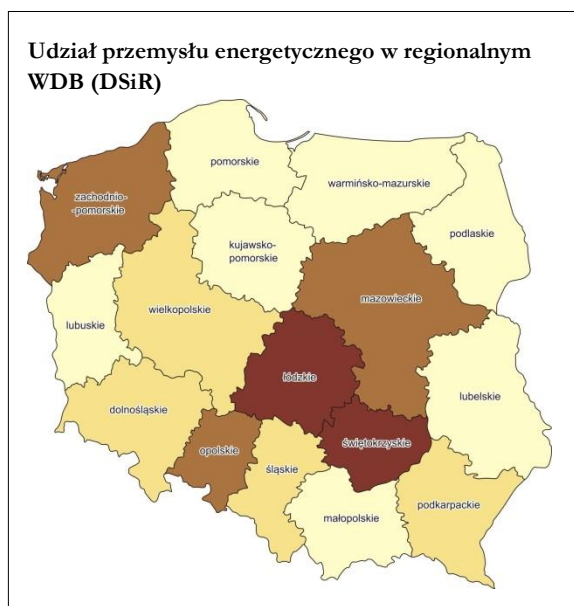 Udział przemysłu energetycznego w regionalnym
WDB (DSiR)
pomorskie
warmińsko-mazurskie
zachodnio-
-pomorskie
podlaskie
kujawsko-
pomorskie
mazowieckie
wielkopolskie
lubuskie
łódzkie
lubelskie
dolnośląskie
opolskie
świętokrzyskie
śląskie
podkarpackie
małopolskie